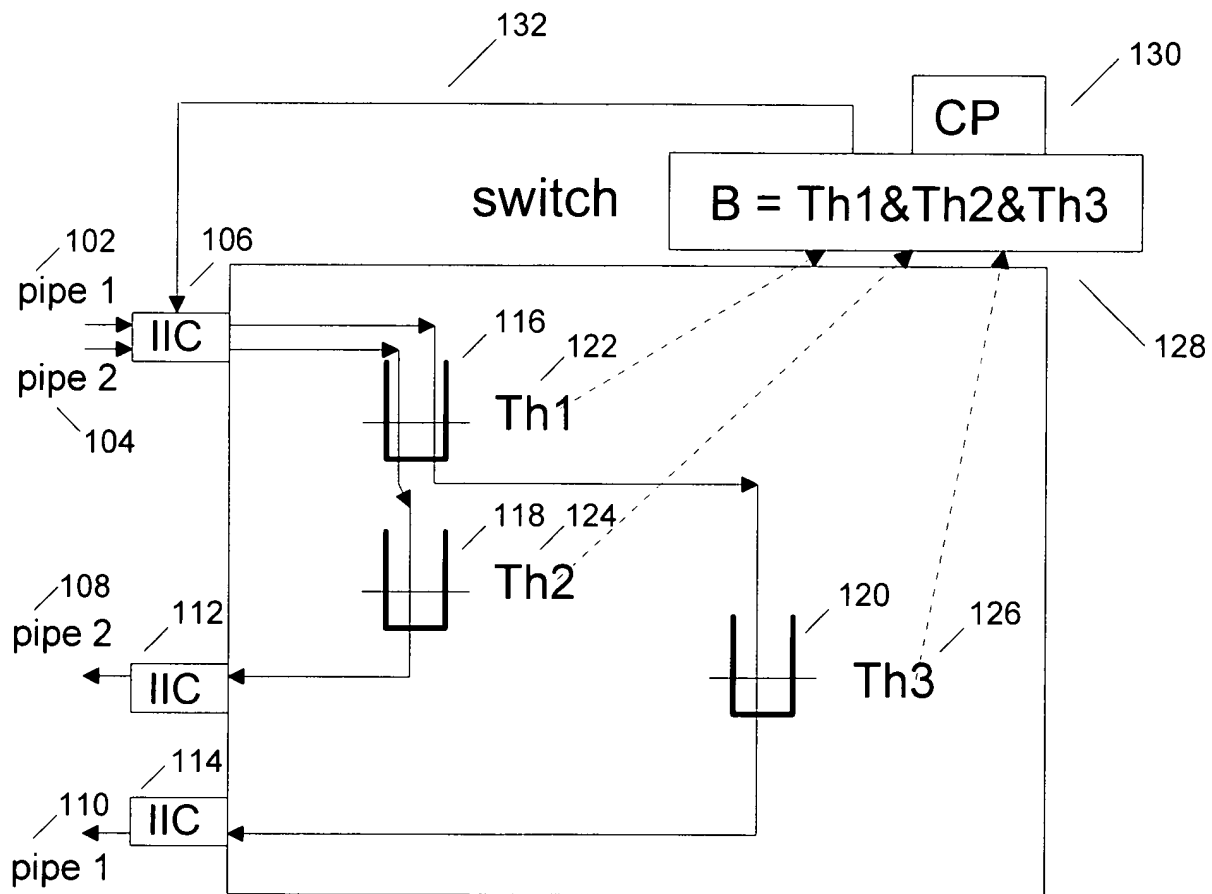 132
130
CP
switch
B = Th1&Th2&Th3
102
106
pipe 1
IIC
pipe 2
104
116
122
Th1
128
118
124
Th2
108
pipe 2
112
IIC
120
126
Th3
114
IIC
110
pipe 1